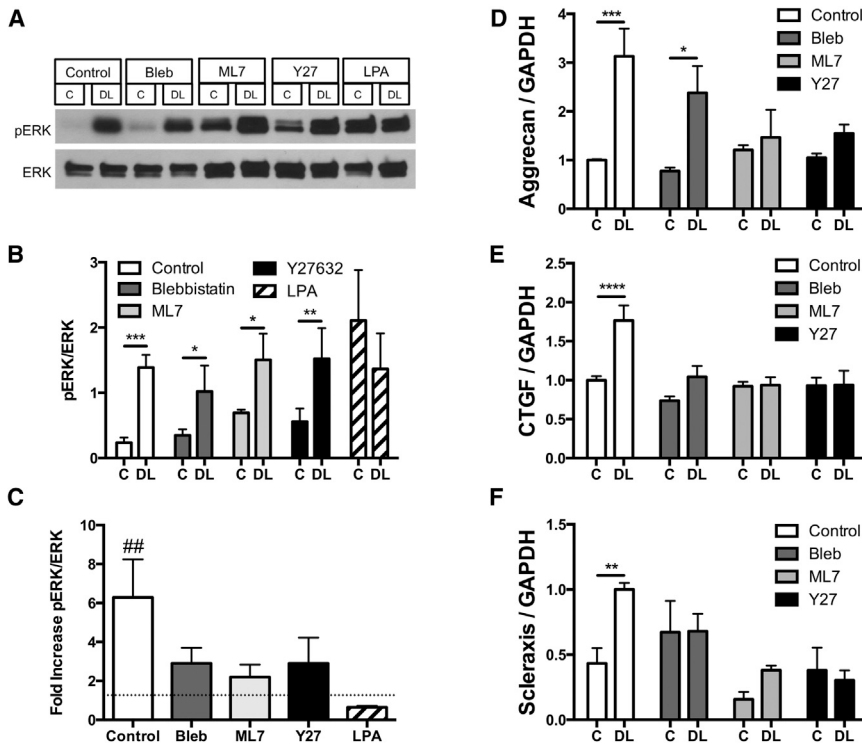 A
Control Bleb ML7 Y27 LPA
C DL C DL C DL C DL C DL
pERK
ERK
B
pERK/ERK
3
2
1
0
Control
Blebbistatin
ML7
Y27632
LPA
*** * * **
C DL C DL C DL C DL C DL
C
Fold Increase pERK/ERK
10
8
6
4
2
0
##
Control Bleb ML7 Y27 LPA
D
Aggrecan / GAPDH
4
3
2
1
0
*** *
Control
Bleb
ML7
Y27
C DL C DL C DL C DL
E
CTGF / GAPDH
2.5
2.0
1.5
1.0
0.5
0.0
****
Control
Bleb
ML7
Y27
C DL C DL C DL C DL
F
Scleraxis / GAPDH
1.5
1.0
0.5
0.0
**
Control
Bleb
ML7
Y27
C DL C DL C DL C DL